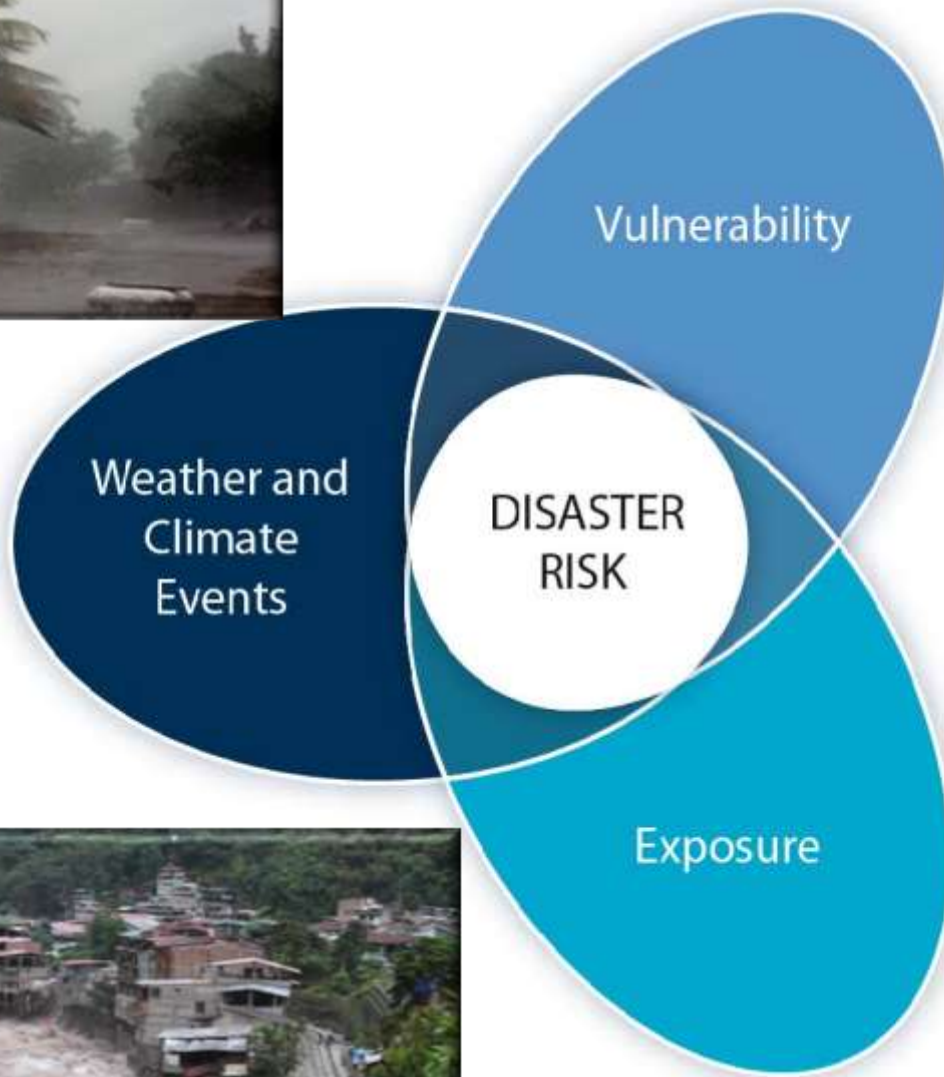 Vulnerability
Weather and
Climate
Events
DISASTER
RISK
Exposure